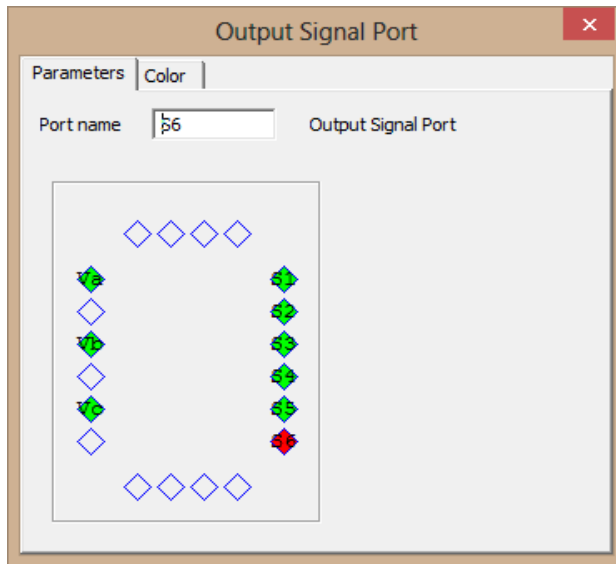 Output Signal Port
Parameters Color
Port name S6 Output Signal Port
Va S1
S2
Vb S3
S4
Vc S5
S6